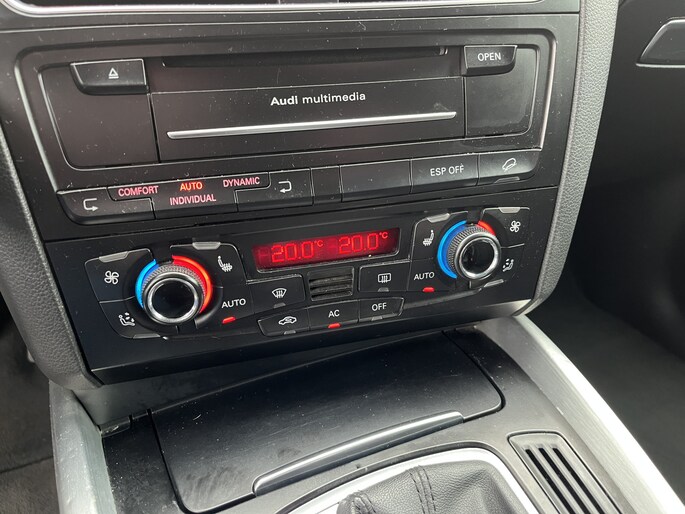 OPEN
Audi multimedia
ESP OFF
COMFORT AUTO DYNAMIC
INDIVIDUAL
20.0°C 20.0°C
AUTO
AUTO
AC
OFF